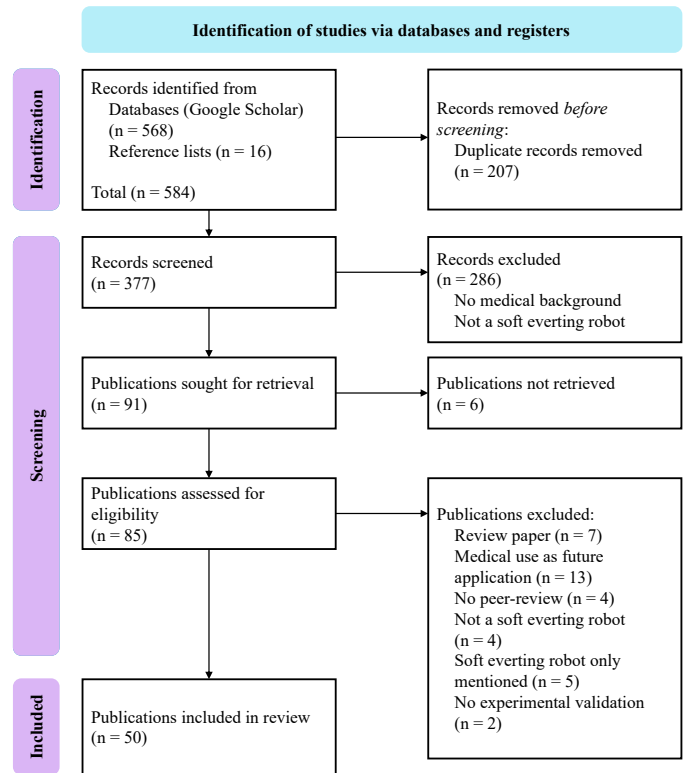 Identification of studies via databases and registers
Identification
Records identified from
Databases (Google Scholar)
(n = 568)
Reference lists (n = 16)
Total (n = 584)
Records removed before
screening:
Duplicate records removed
(n = 207)
Screening
Records screened
(n = 377)
Records excluded
(n = 286)
No medical background
Not a soft everting robot
Publications sought for retrieval
(n = 91)
Publications not retrieved
(n = 6)
Publications assessed for
eligibility
(n = 85)
Publications excluded:
Review paper (n = 7)
Medical use as future
application (n = 13)
No peer-review (n = 4)
Not a soft everting robot
(n = 4)
Soft everting robot only
mentioned (n = 5)
No experimental validation
(n = 2)
Included
Publications included in review
(n = 50)